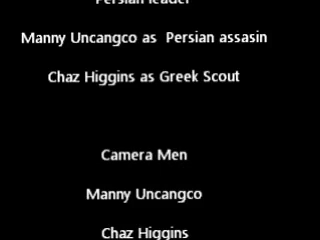 Persian leader
Manny Uncangco as  Persian assasin
Chaz Higgins as Greek Scout
Camera Men
Manny Uncangco
Chaz Higgins